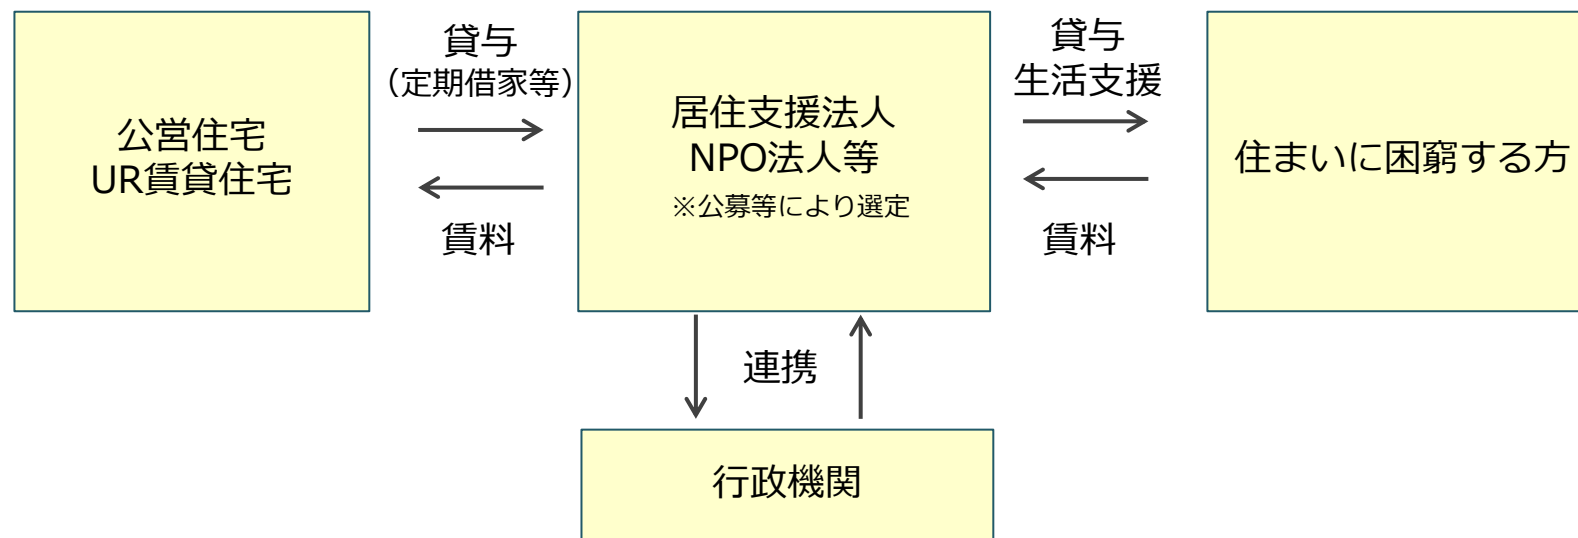 公営住宅
UR賃貸住宅
貸与
（定期借家等）
賃料
居住支援法人
NPO法人等
※公募等により選定
貸与
生活支援
賃料
住まいに困窮する方
連携
行政機関